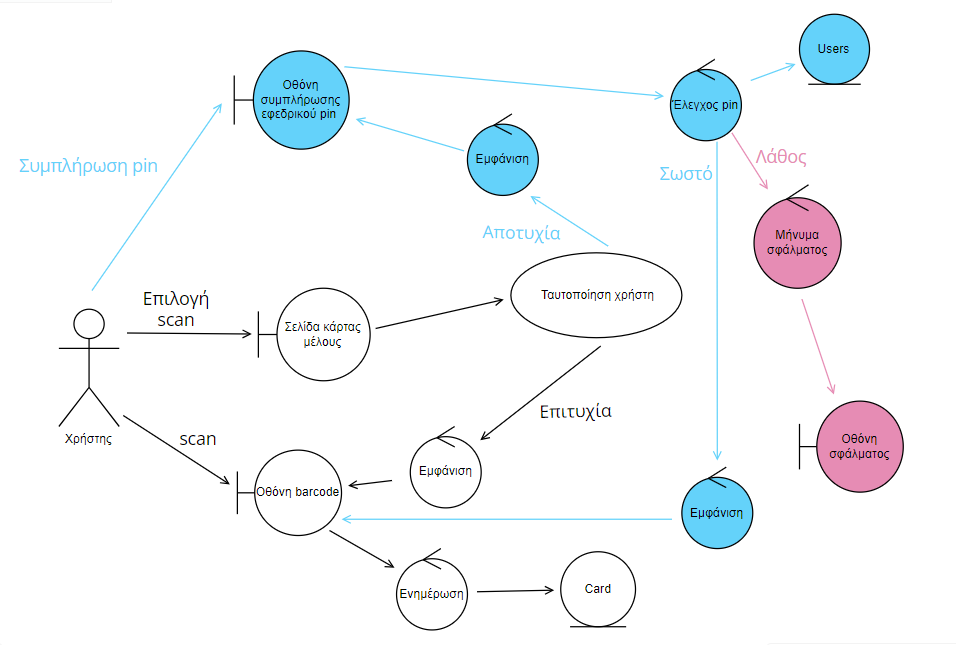 Users
Οθόνη
συμπλήρωσης
εφεδρικού pin
Έλεγχος pin
Εμφάνιση
Συμπλήρωση pin
Σωστό
Λάθος
Αποτυχία
Μήνυμα
σφάλματος
Επιλογή
scan
Σελίδα κάρτας
μέλους
Ταυτοποίηση χρήστη
Χρήστης
scan
Επιτυχία
Οθόνη
σφάλματος
Εμφάνιση
Οθόνη barcode
Εμφάνιση
Ενημέρωση
Card